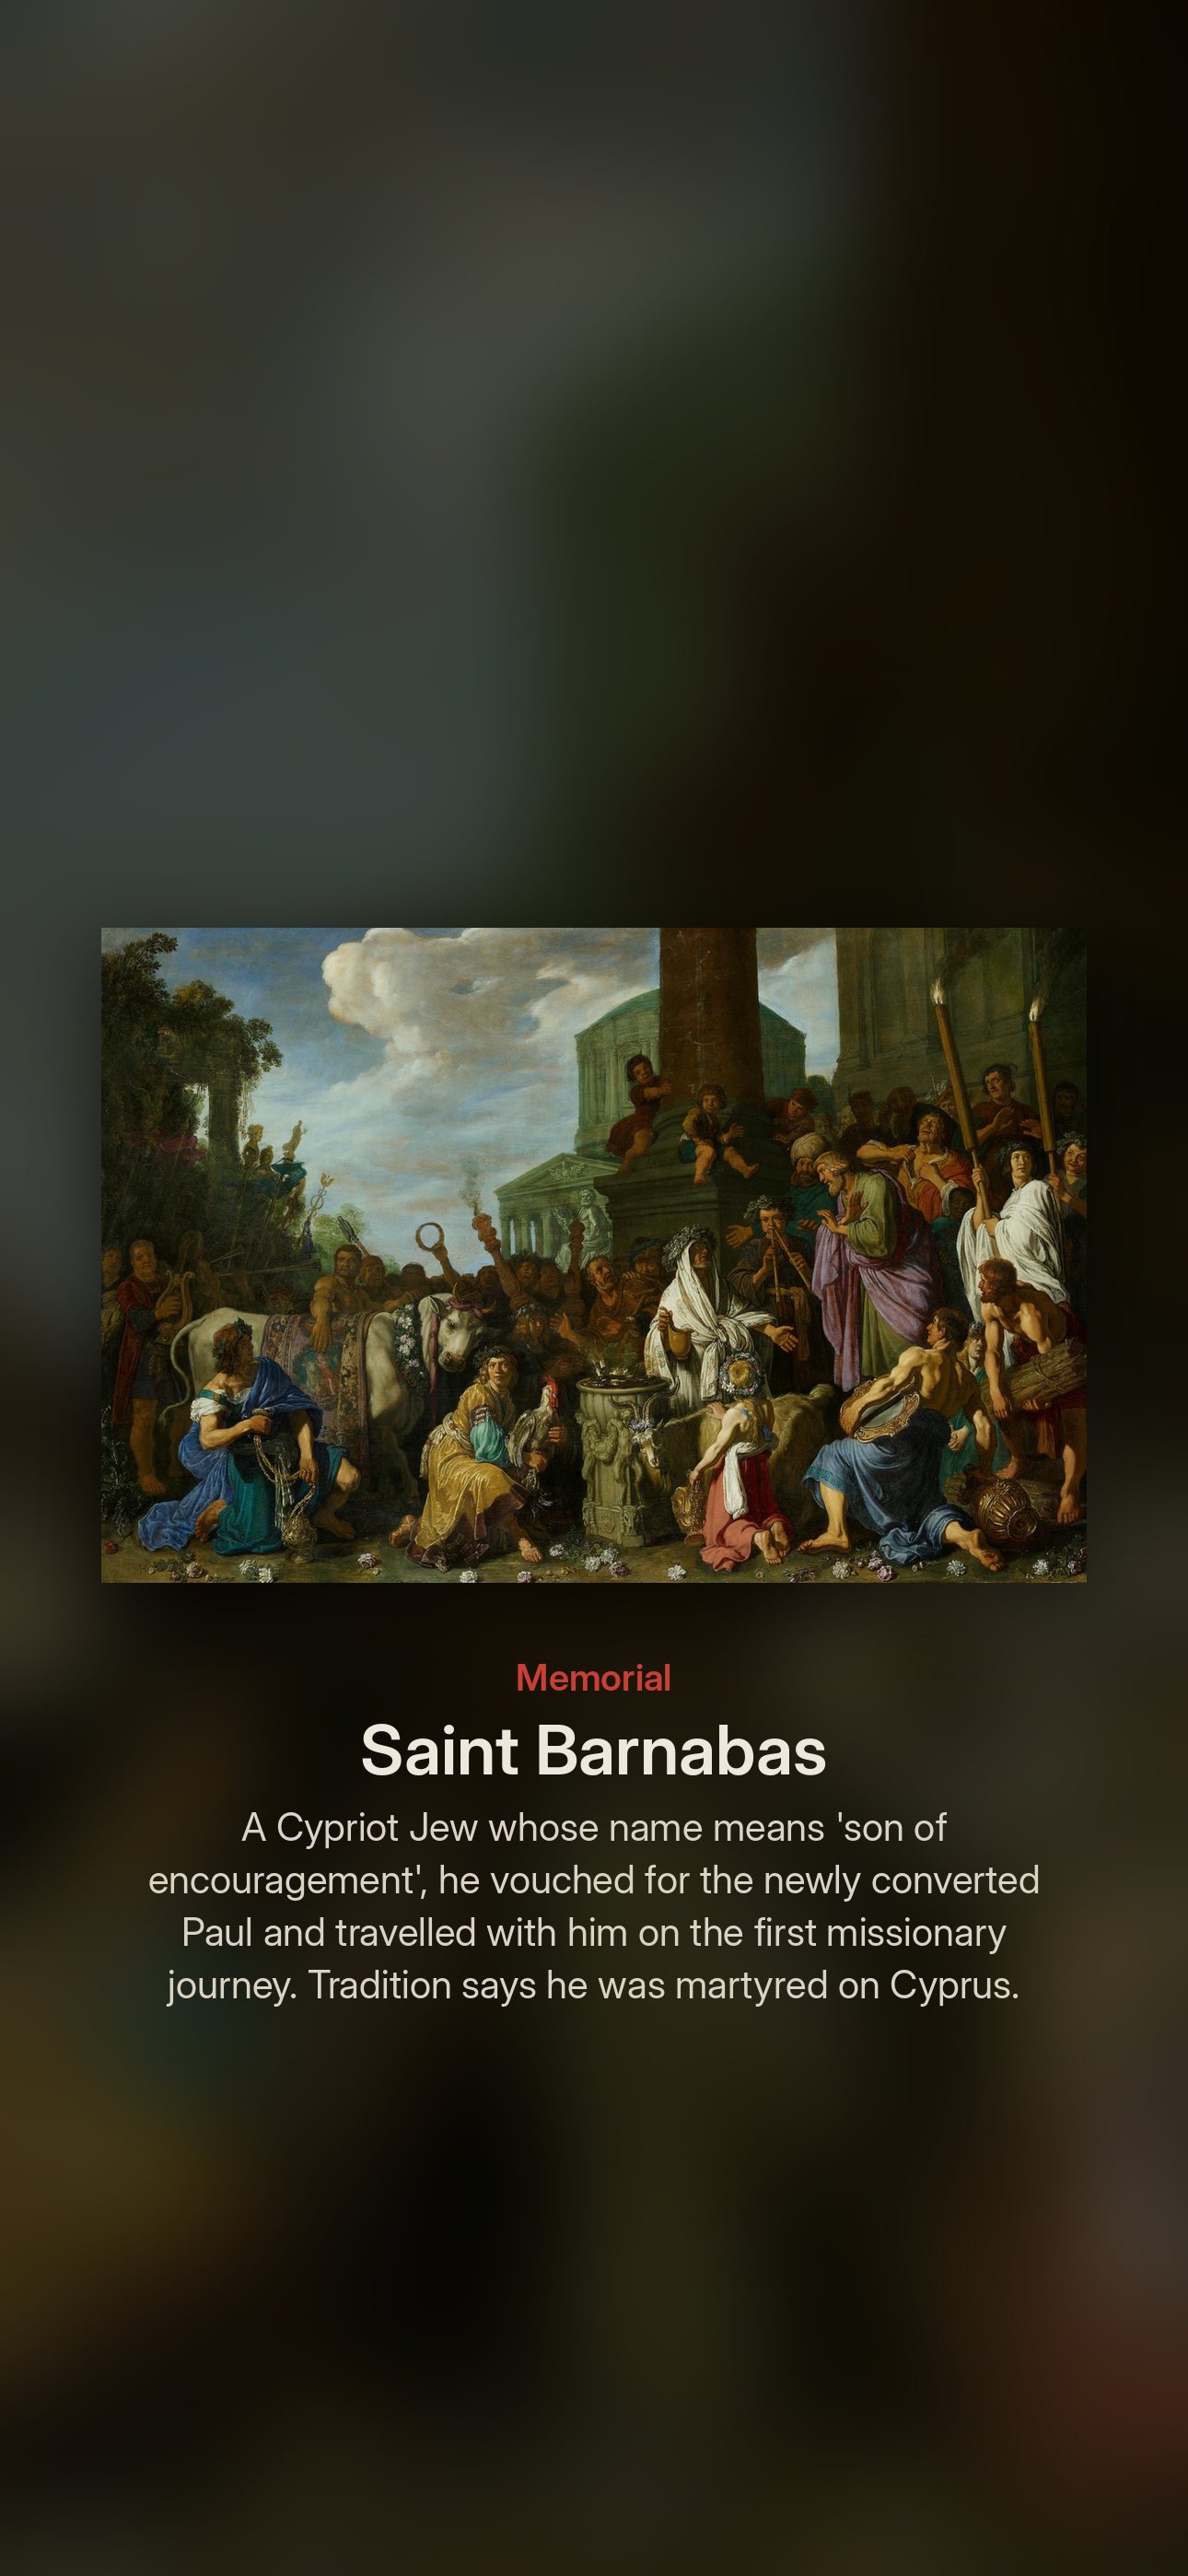 Memorial
Saint Barnabas
A Cypriot Jew whose name means 'son of
encouragement', he vouched for the newly converted
Paul and travelled with him on the first missionary
journey. Tradition says he was martyred on Cyprus.